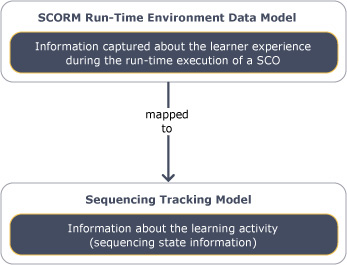 SCORM Run-Time Environment Data Model
Information captured about the learner experience
during the run-time execution of a SCO
mapped
to
Sequencing Tracking Model
Information about the learning activity
(sequencing state information)